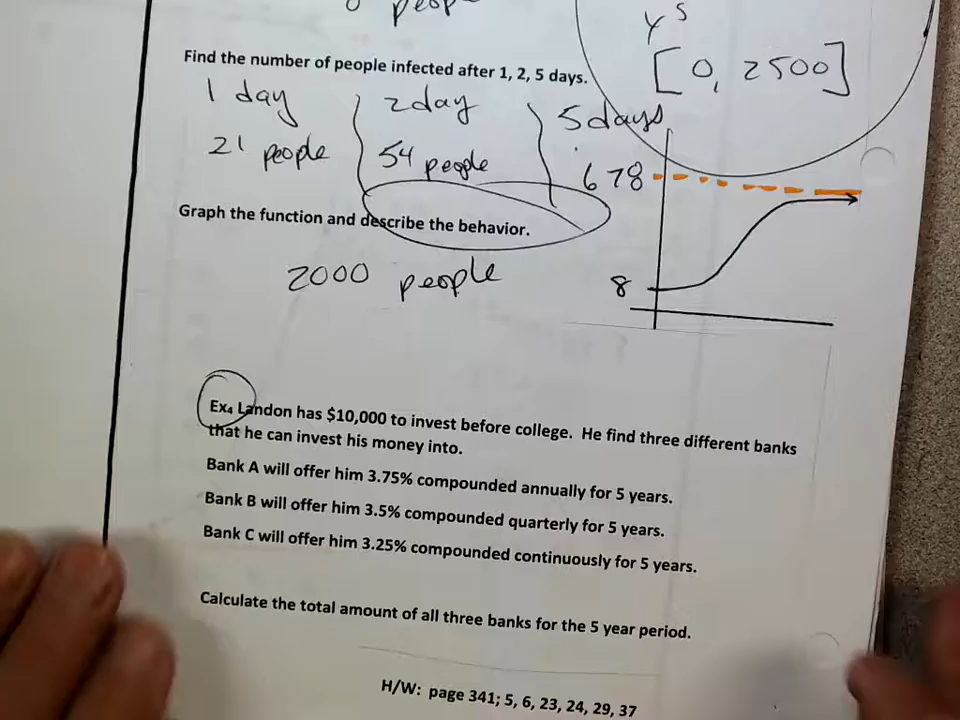 people
y s
[0, 2500]
Find the number of people infected after 1, 2, 5 days.
1 day
2 day
5 days
21 people
54 people
678
Graph the function and describe the behavior.
2000 people
8
Ex4 Landon has $10,000 to invest before college. He find three different banks
that he can invest his money into.
Bank A will offer him 3.75% compounded annually for 5 years.
Bank B will offer him 3.5% compounded quarterly for 5 years.
Bank C will offer him 3.25% compounded continuously for 5 years.
Calculate the total amount of all three banks for the 5 year period.
H/W: page 341; 5, 6, 23, 24, 29, 37